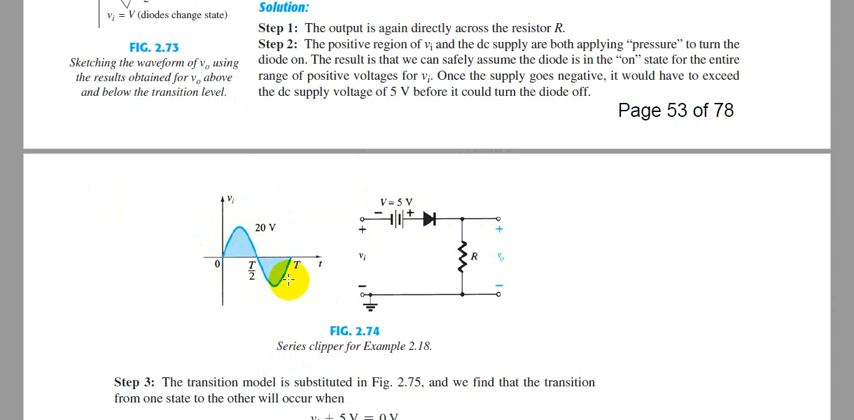 vi = V (diodes change state)
FIG. 2.73
Sketching the waveform of vo using
the results obtained for vo above
and below the transition level.
Solution:
Step 1: The output is again directly across the resistor R.
Step 2: The positive region of vi and the dc supply are both applying “pressure” to turn the
diode on. The result is that we can safely assume the diode is in the “on” state for the entire
range of positive voltages for vi. Once the supply goes negative, it would have to exceed
the dc supply voltage of 5 V before it could turn the diode off.
Page 53 of 78
vi
20 V
0
T
2
T
t
V = 5 V
– +
+
vi
–
R
+
vo
–
FIG. 2.74
Series clipper for Example 2.18.
Step 3: The transition model is substituted in Fig. 2.75, and we find that the transition
from one state to the other will occur when
vi + 5 V = 0 V